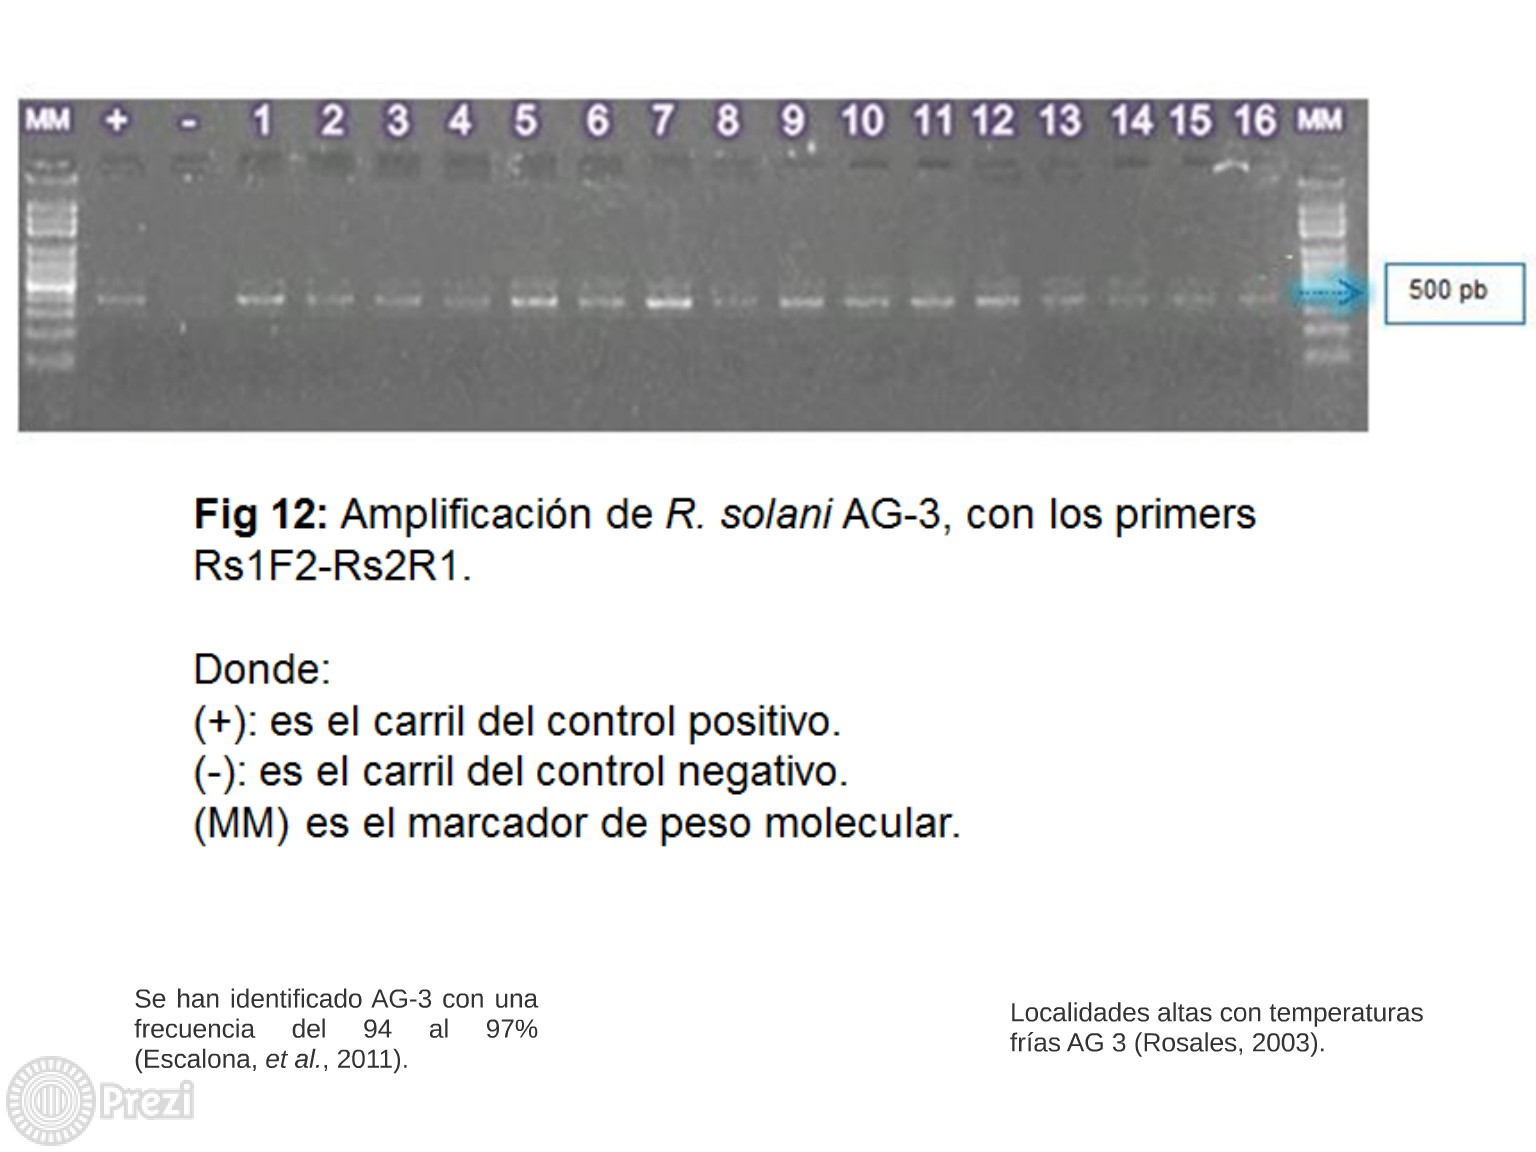 MM + - 1 2 3 4 5 6 7 8 9 10 11 12 13 14 15 16 MM
500 pb
Fig 12: Amplificación de R. solani AG-3, con los primers
Rs1F2-Rs2R1.
Donde:
(+): es el carril del control positivo.
(-): es el carril del control negativo.
(MM) es el marcador de peso molecular.
Se han identificado AG-3 con una
frecuencia del 94 al 97%
(Escalona, et al., 2011).
Localidades altas con temperaturas
frías AG 3 (Rosales, 2003).
Prezi